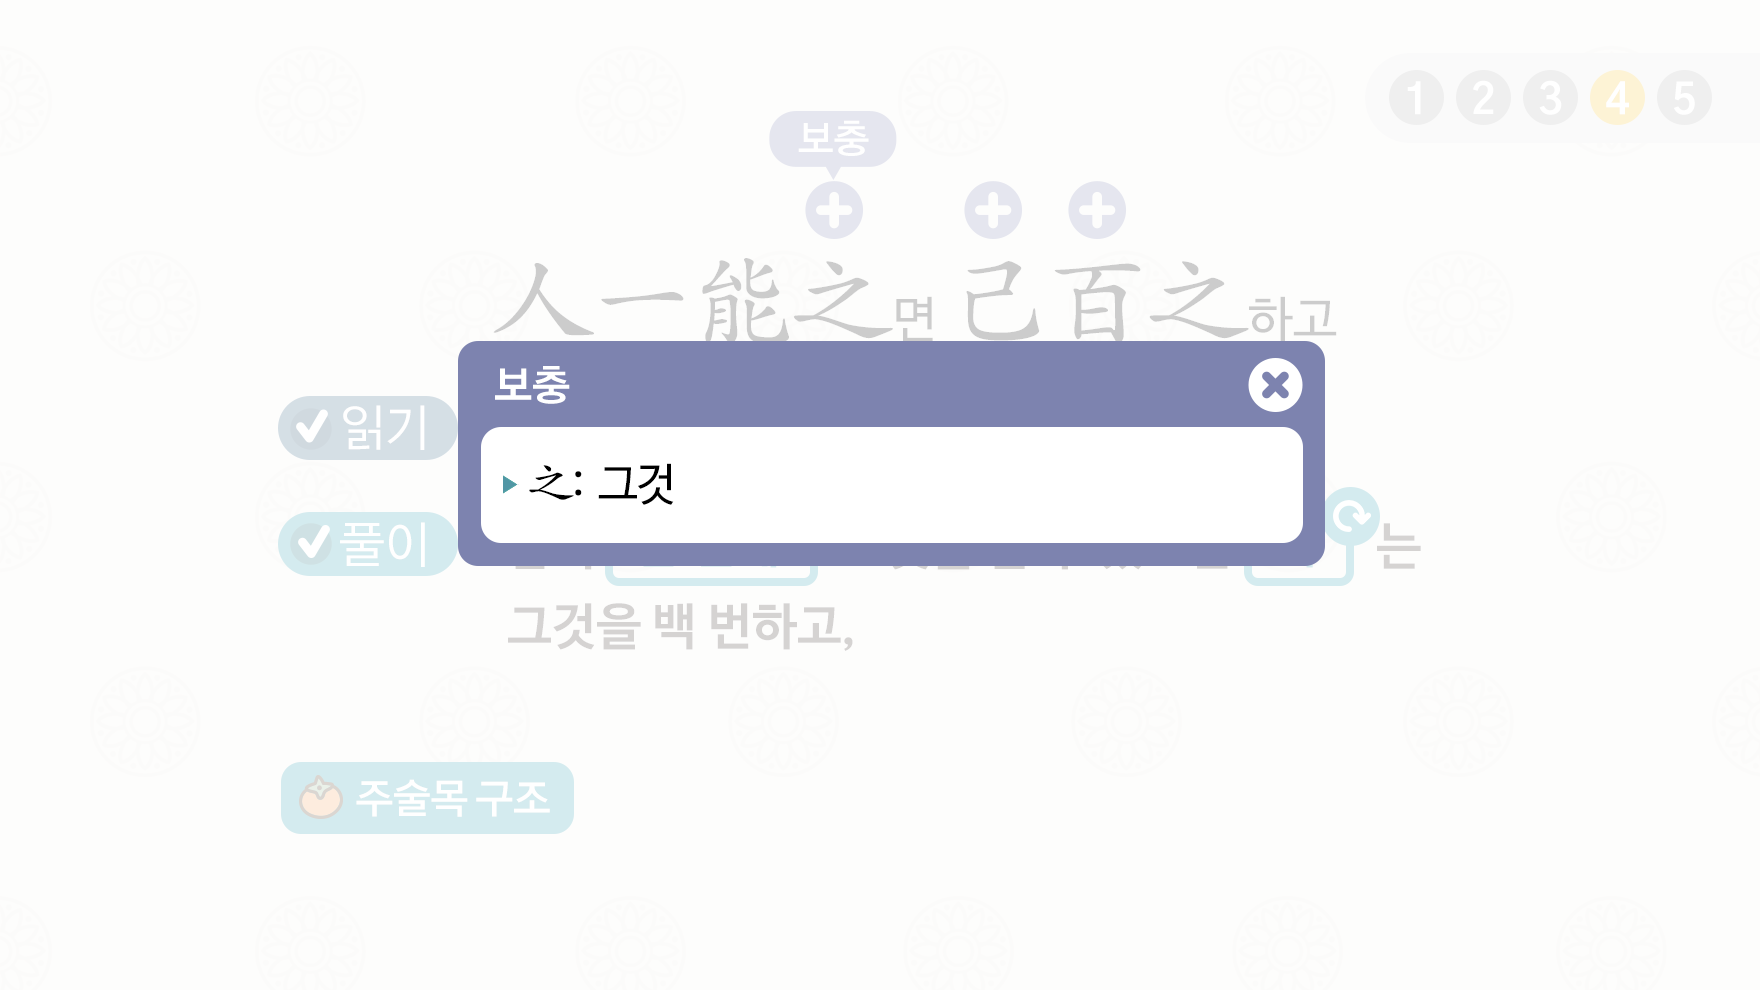 1 2 3 4 5
보충
人一能之면 己百之하고
보충
읽기
之: 그것
풀이
는
그것을 백 번하고,
주술목 구조